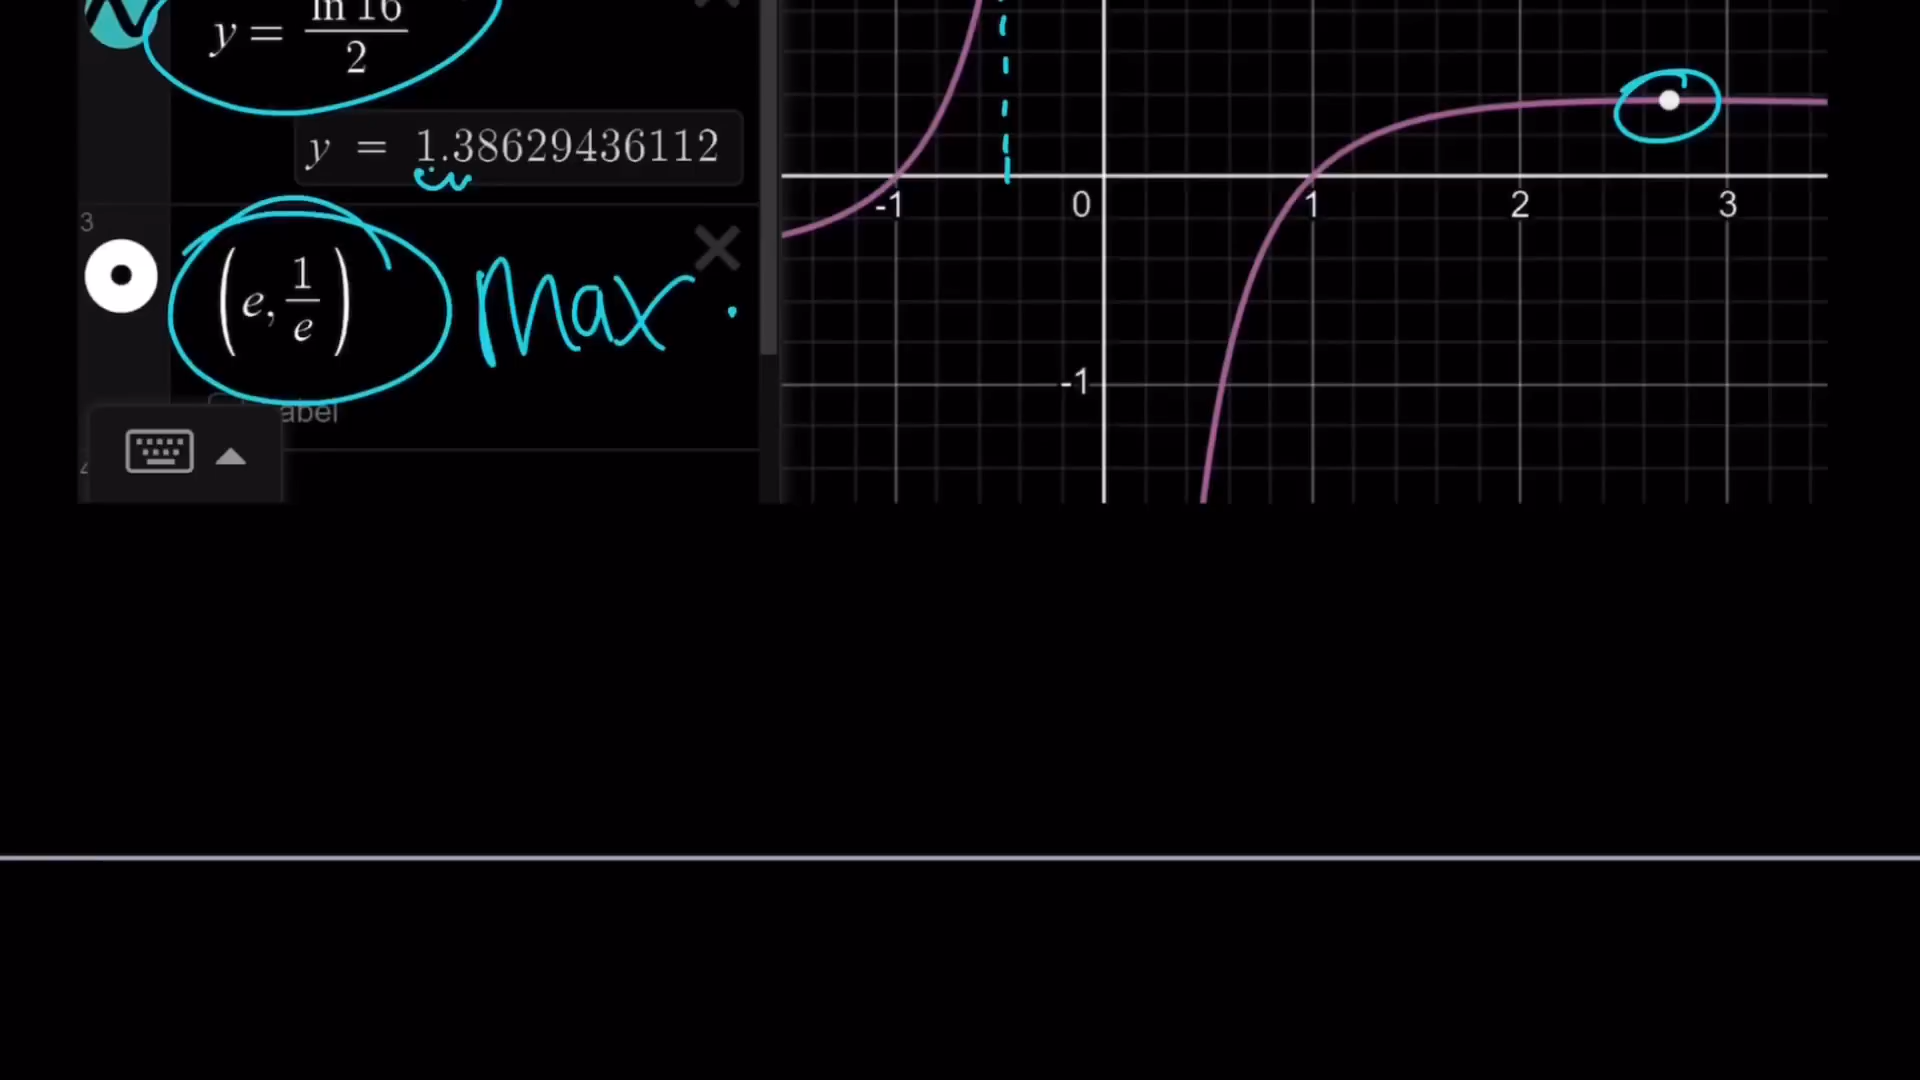 y = ln 16 / 2
y = 1.38629436112
3
(e, 1/e) Max.
abel
-1 0 1 2 3
-1